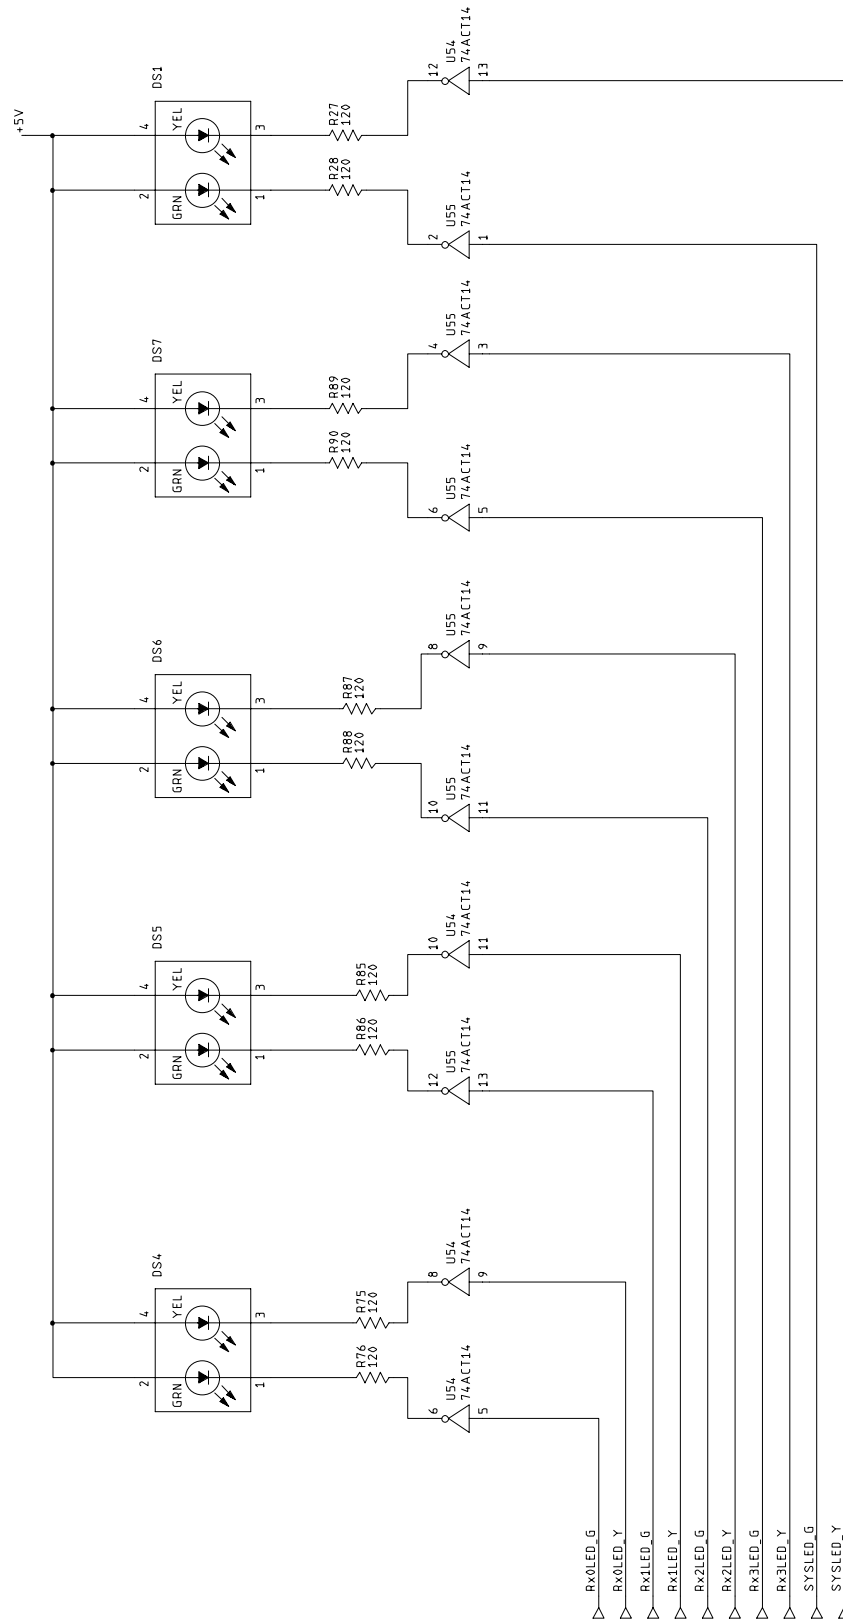 +5V
DS1
4
YEL
3
R27
120
12
U54
74ACT14
13
2
GRN
1
R28
120
2
U55
74ACT14
1
DS7
4
YEL
3
R89
120
4
U55
74ACT14
3
2
GRN
1
R90
120
6
U55
74ACT14
5
DS6
4
YEL
3
R87
120
8
U55
74ACT14
9
2
GRN
1
R88
120
10
U55
74ACT14
11
DS5
4
YEL
3
R85
120
10
U54
74ACT14
11
2
GRN
1
R86
120
12
U55
74ACT14
13
DS4
4
YEL
3
R75
120
8
U54
74ACT14
9
2
GRN
1
R76
120
6
U54
74ACT14
5
Rx0LED_G
Rx0LED_Y
Rx1LED_G
Rx1LED_Y
Rx2LED_G
Rx2LED_Y
Rx3LED_G
Rx3LED_Y
SYSLED_G
SYSLED_Y